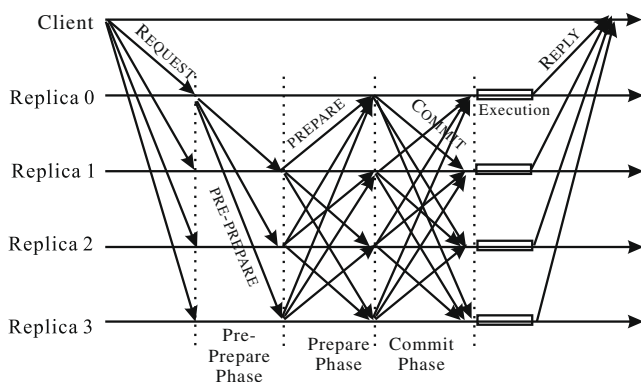 Client
REQUEST
REPLY
Replica 0
PREPARE
COMMIT
Execution
Replica 1
PRE-PREPARE
Replica 2
Replica 3
Pre-
Prepare
Phase
Prepare
Phase
Commit
Phase